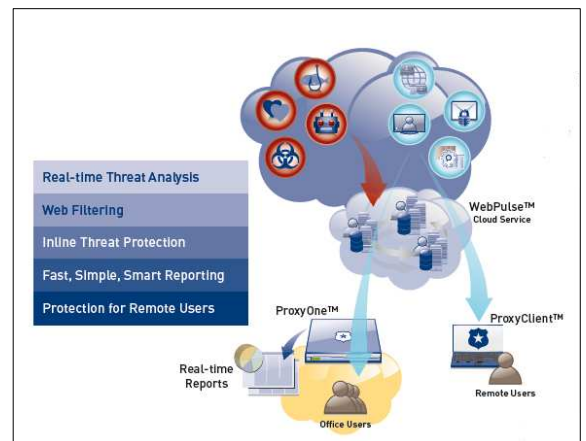 Real-time Threat Analysis
Web Filtering
Inline Threat Protection
Fast, Simple, Smart Reporting
Protection for Remote Users
WebPulse™
Cloud Service
ProxyOne™
ProxyClient™
Real-time
Reports
Office Users
Remote Users